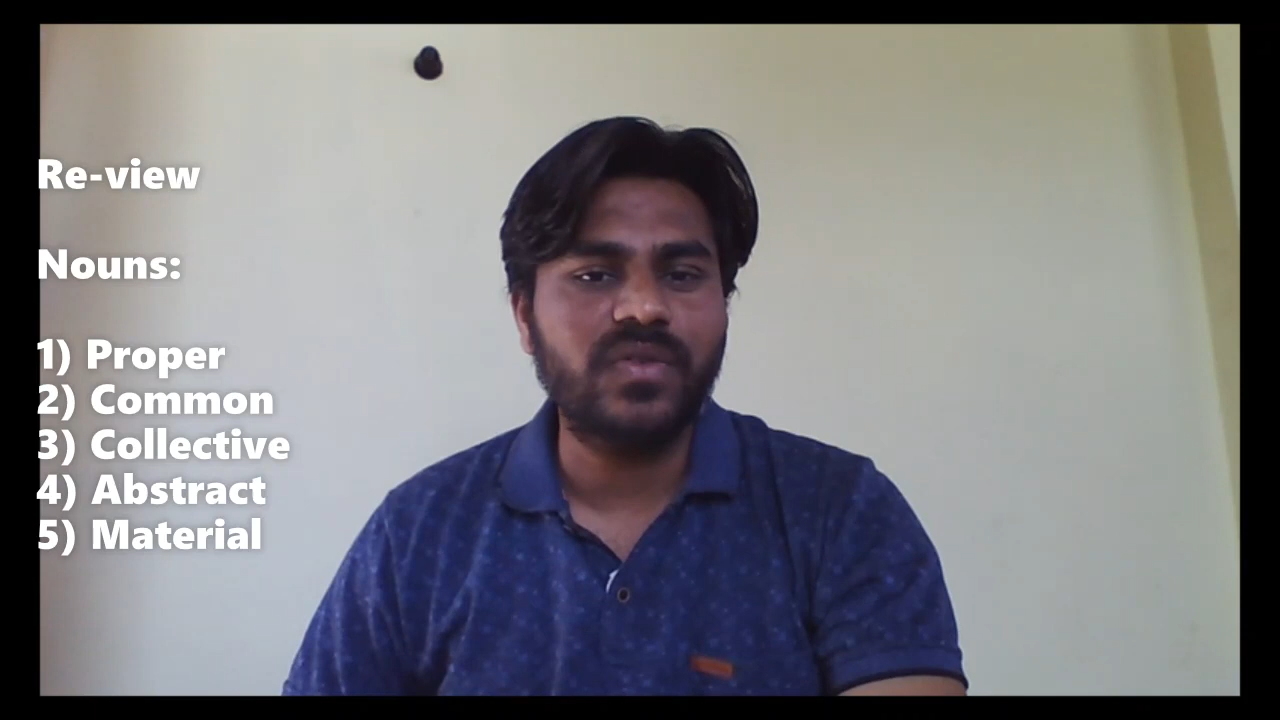 Re-view
Nouns:
1) Proper
2) Common
3) Collective
4) Abstract
5) Material